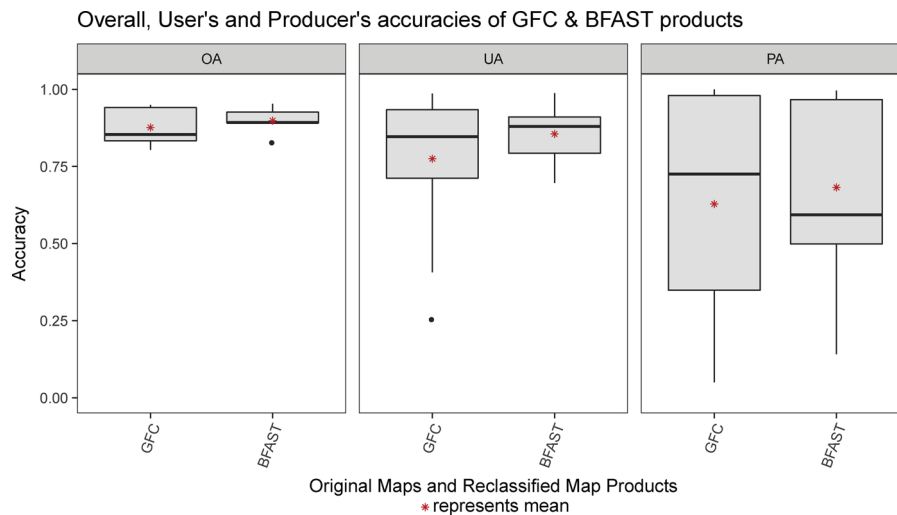 Overall, User's and Producer's accuracies of GFC & BFAST products
OA
UA
PA
Accuracy
1.00
0.75
0.50
0.25
0.00
GFC
BFAST
GFC
BFAST
GFC
BFAST
Original Maps and Reclassified Map Products
* represents mean